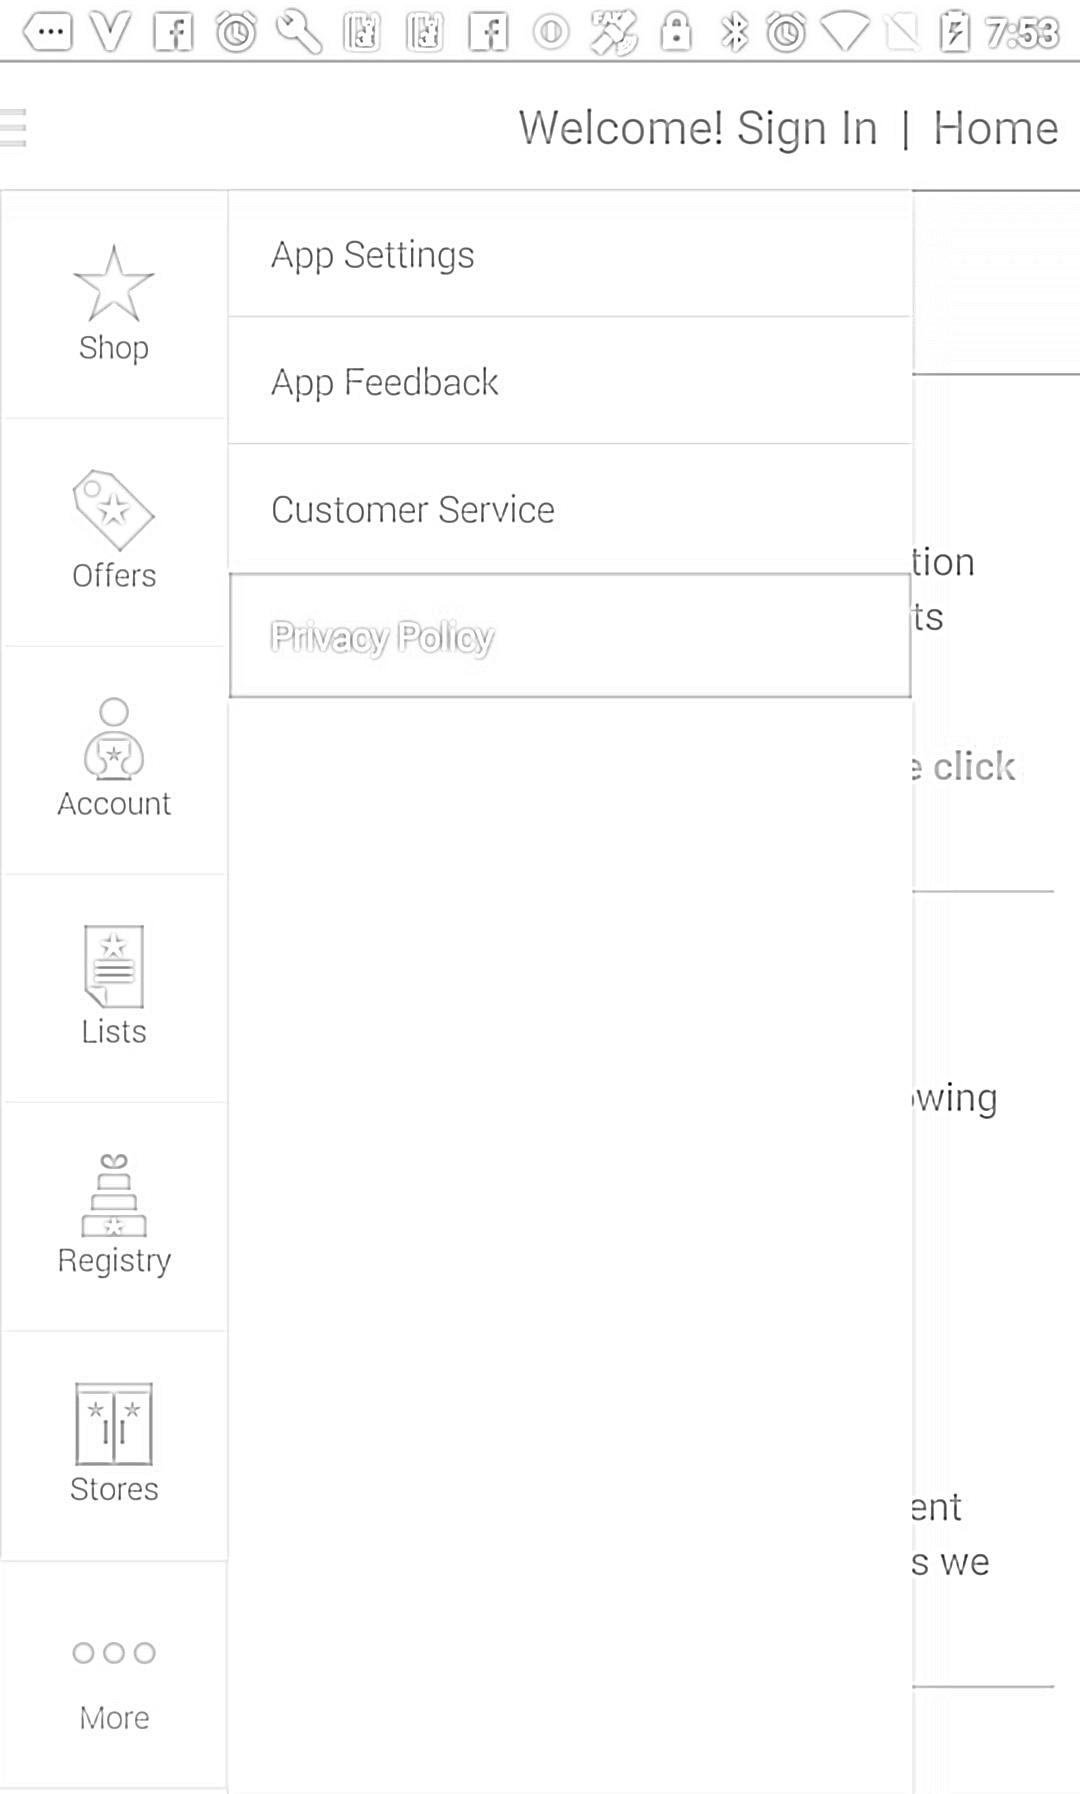 7:53
Welcome! Sign In | Home
Shop
Offers
Account
Lists
Registry
Stores
More
App Settings
App Feedback
Customer Service
Privacy Policy
tion
ts
click
wing
ent
s we